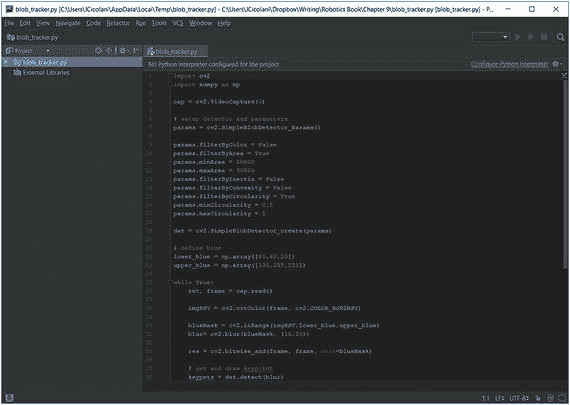 blob_tracker.py [C:\Users\JCicolani\AppData\Local\Temp\blob_tracker.py] - C:\Users\JCicolani\Dropbox\Writing\Robotics Book\Chapter 9\blob_tracker.py [blob_tracker.py] - P...
File Edit View Navigate Code Refactor Run Tools VCS Window Help
blob_tracker.py
Project
blob_tracker.py
blob_tracker.py
External Libraries
No Python interpreter configured for the project
Configure Python Interpreter
import cv2
import numpy as np
cap = cv2.VideoCapture(0)
# setup detector and parameters
params = cv2.SimpleBlobDetector_Params()
params.filterByColor = False
params.filterByArea = True
params.minArea = 20000
params.maxArea = 30000
params.filterByInertia = False
params.filterByConvexity = False
params.filterByCircularity = True
params.minCircularity = 0.5
params.maxCircularity = 1
det = cv2.SimpleBlobDetector_create(params)
# define blue
lower_blue = np.array([80,60,20])
upper_blue = np.array([130,255,255])
while True:
ret, frame = cap.read()
imgHSV = cv2.cvtColor(frame, cv2.COLOR_BGR2HSV)
blueMask = cv2.inRange(imgHSV,lower_blue,upper_blue)
blur= cv2.blur(blueMask, (10,10))
res = cv2.bitwise_and(frame, frame, mask=blueMask)
# get and draw keypoint
keypnts = det.detect(blur)
1:1 LF: UTF-8: